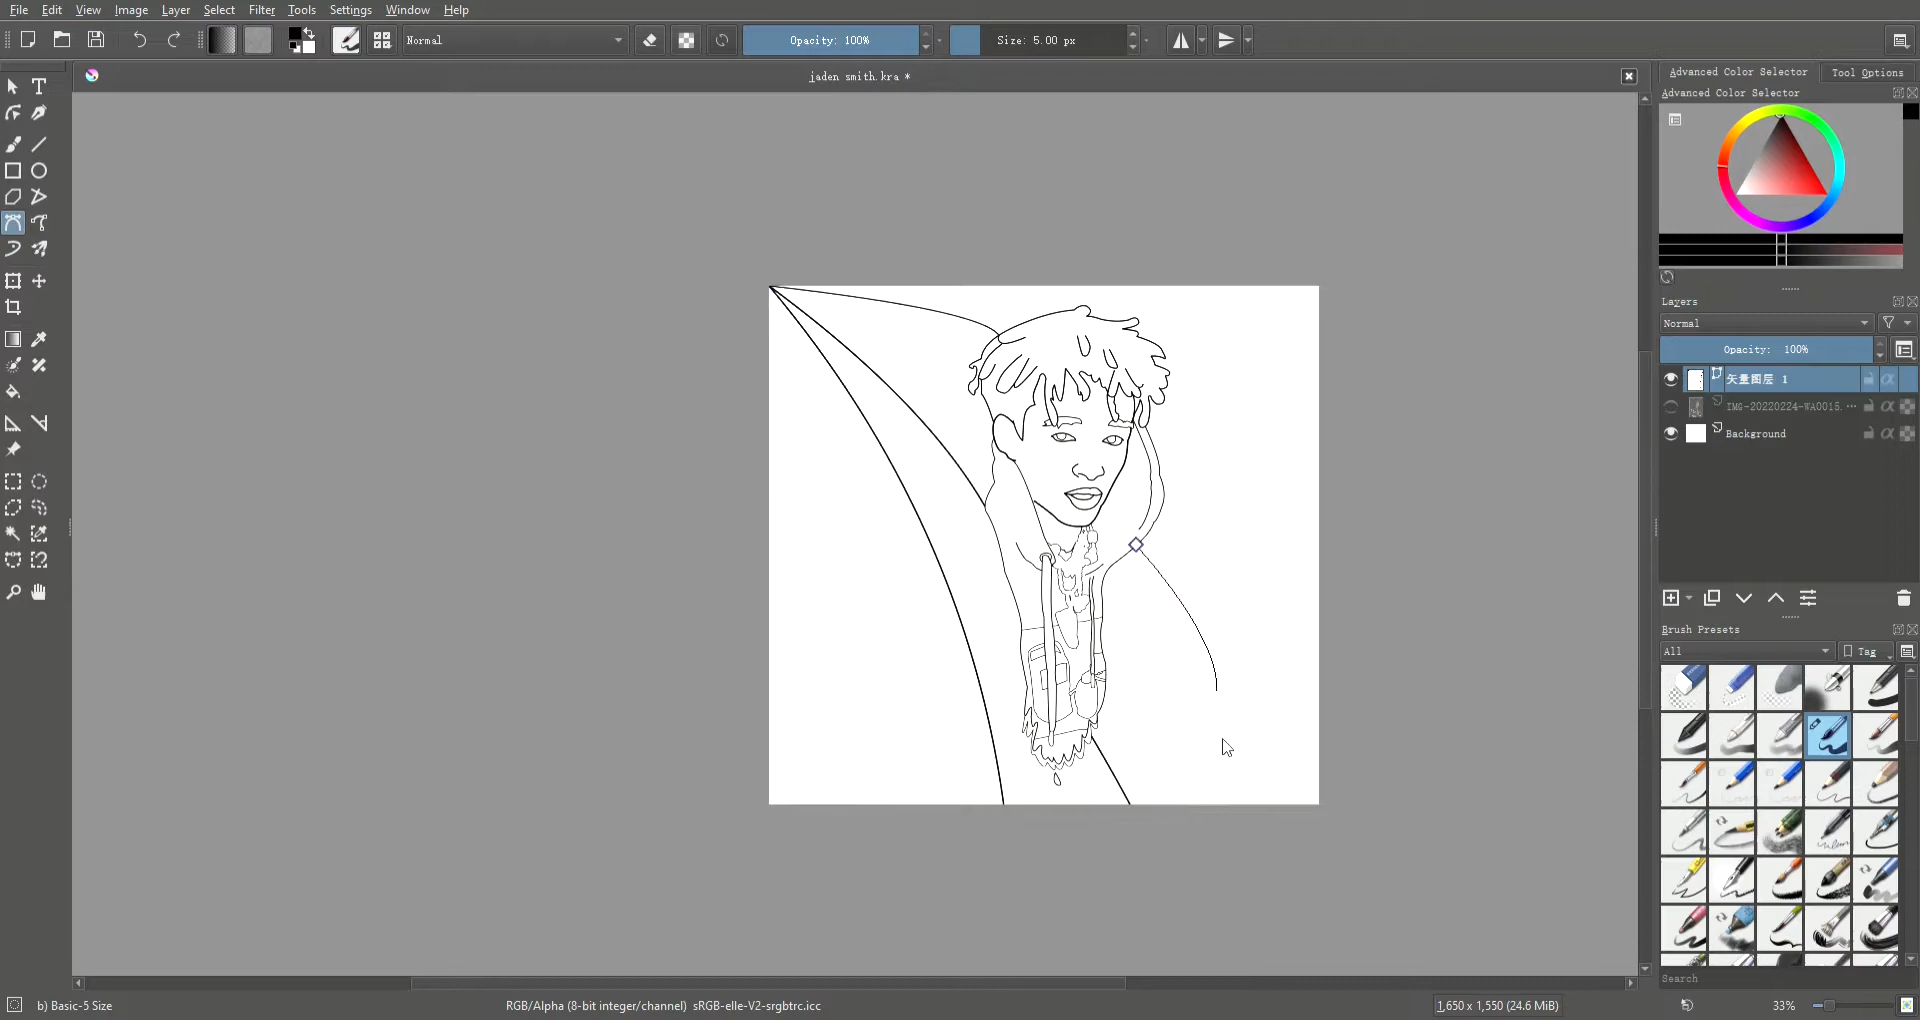 File Edit View Image Layer Select Filter Tools Settings Window Help
Normal
Opacity: 100%
Size: 5.00 px
jaden smith.kra *
Advanced Color Selector
Tool Options
Advanced Color Selector
Layers
Normal
Opacity: 100%
矢量图层 1
IMG-20220224-WA0015.
Background
Brush Presets
All
Tag
Search
b) Basic-5 Size
RGB/Alpha (8-bit integer/channel) sRGB-elle-V2-srgbtrc.icc
1,650 x 1,550 (24.6 MiB)
33%